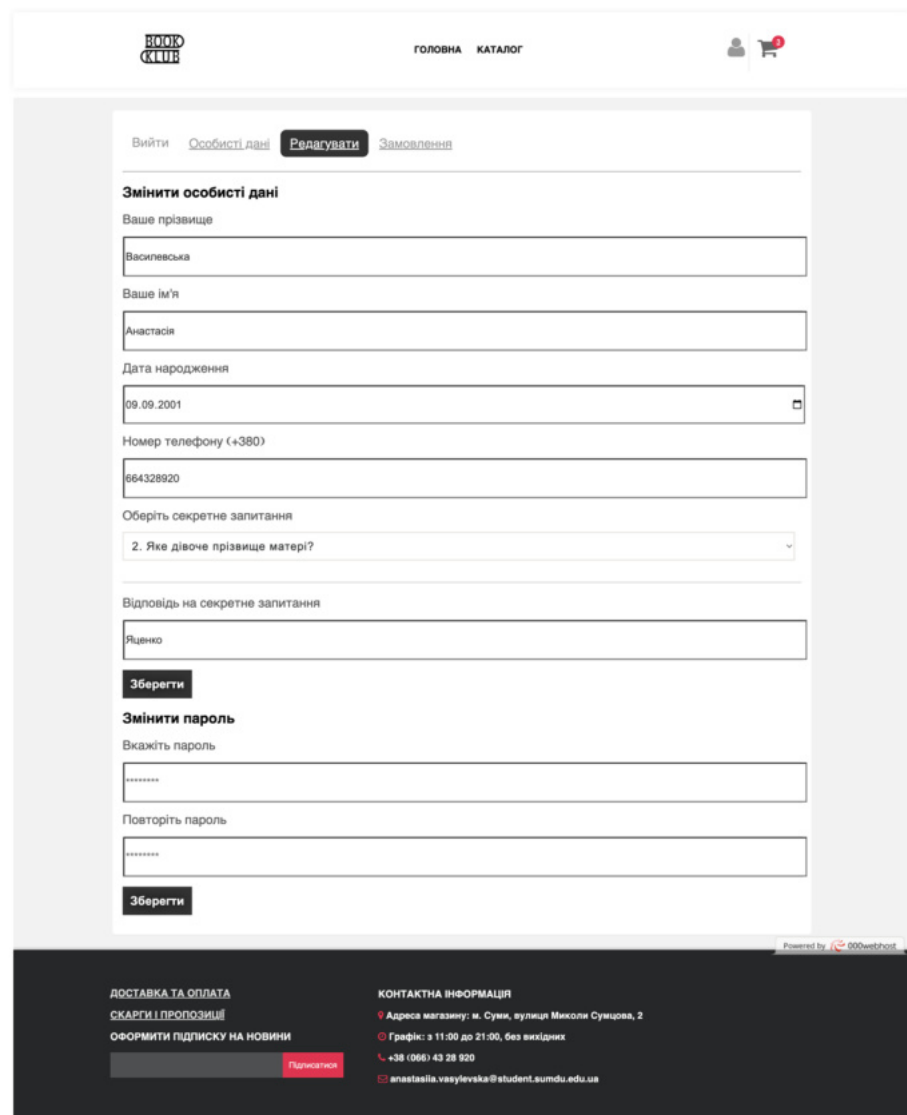 BOOK
KLUB
ГОЛОВНА КАТАЛОГ
3
Вийти Особисті дані Редагувати Замовлення
Змінити особисті дані
Ваше прізвище
Василевська
Ваше ім'я
Анастасія
Дата народження
09.09.2001
Номер телефону (+380)
664328920
Оберіть секретне запитання
2. Яке дівоче прізвище матері?
Відповідь на секретне запитання
Яценко
Зберегти
Змінити пароль
Вкажіть пароль
********
Повторіть пароль
********
Зберегти
Powered by 000webhost
ДОСТАВКА ТА ОПЛАТА
СКАРГИ І ПРОПОЗИЦІЇ
ОФОРМИТИ ПІДПИСКУ НА НОВИНИ
Підписатися
КОНТАКТНА ІНФОРМАЦІЯ
Адреса магазину: м. Суми, вулиця Миколи Сумцова, 2
Графік: з 11:00 до 21:00, без вихідних
+38 (066) 43 28 920
anastasiia.vasylevska@student.sumdu.edu.ua